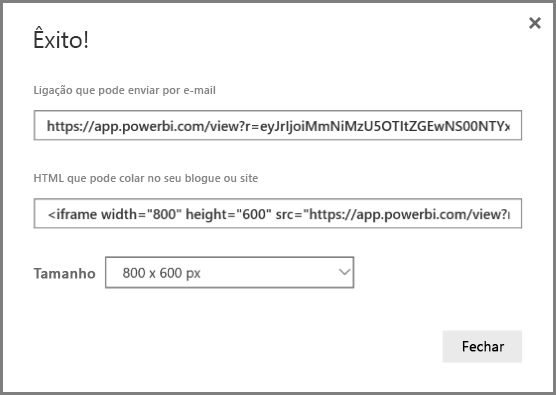 Êxito!
Ligação que pode enviar por e-mail
https://app.powerbi.com/view?r=eyJrIjoiMmNiMzU5OTItZGEwNS00NTYx
HTML que pode colar no seu blogue ou site
<iframe width="800" height="600" src="https://app.powerbi.com/view?r
Tamanho 800 x 600 px
Fechar